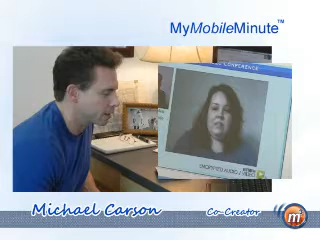 MyMobileMinute™
CONFERENCE
Michael Carson
Co-Creator
m